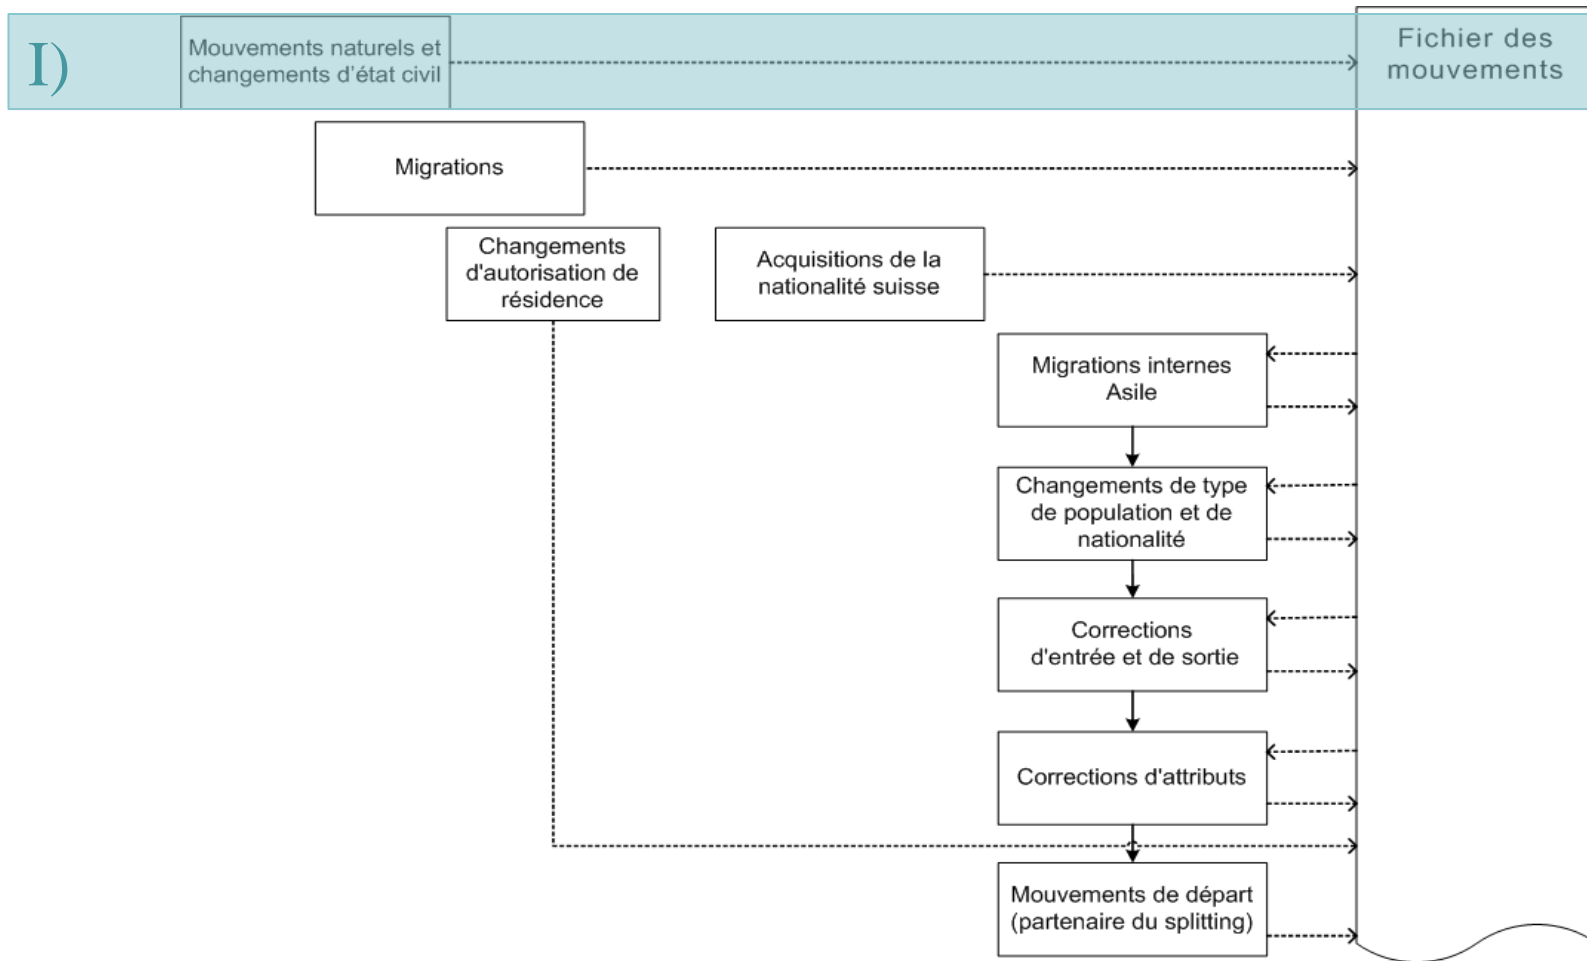 I)
Mouvements naturels et
changements d'état civil
Fichier des
mouvements
Migrations
Changements
d'autorisation de
résidence
Acquisitions de la
nationalité suisse
Migrations internes
Asile
Changements de type
de population et de
nationalité
Corrections
d'entrée et de sortie
Corrections d'attributs
Mouvements de départ
(partenaire du splitting)